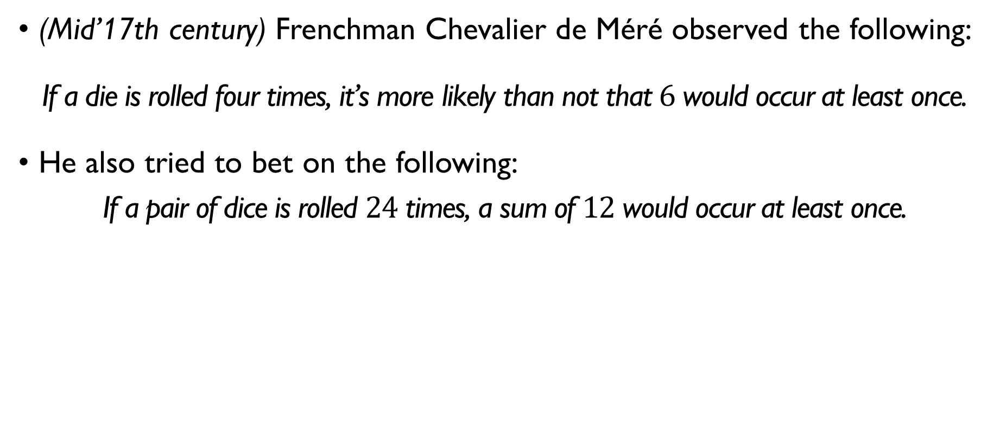 • (Mid’17th century) Frenchman Chevalier de Méré observed the following:
If a die is rolled four times, it’s more likely than not that 6 would occur at least once.
• He also tried to bet on the following:
If a pair of dice is rolled 24 times, a sum of 12 would occur at least once.